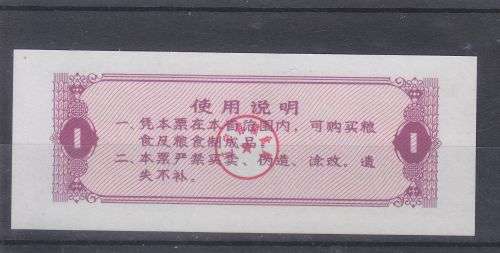 使用说明
1
1
一、凭本票在本省范围内，可购买粮
食及粮食制成品。
二、本票严禁买卖、伪造、涂改。遗
失不补。